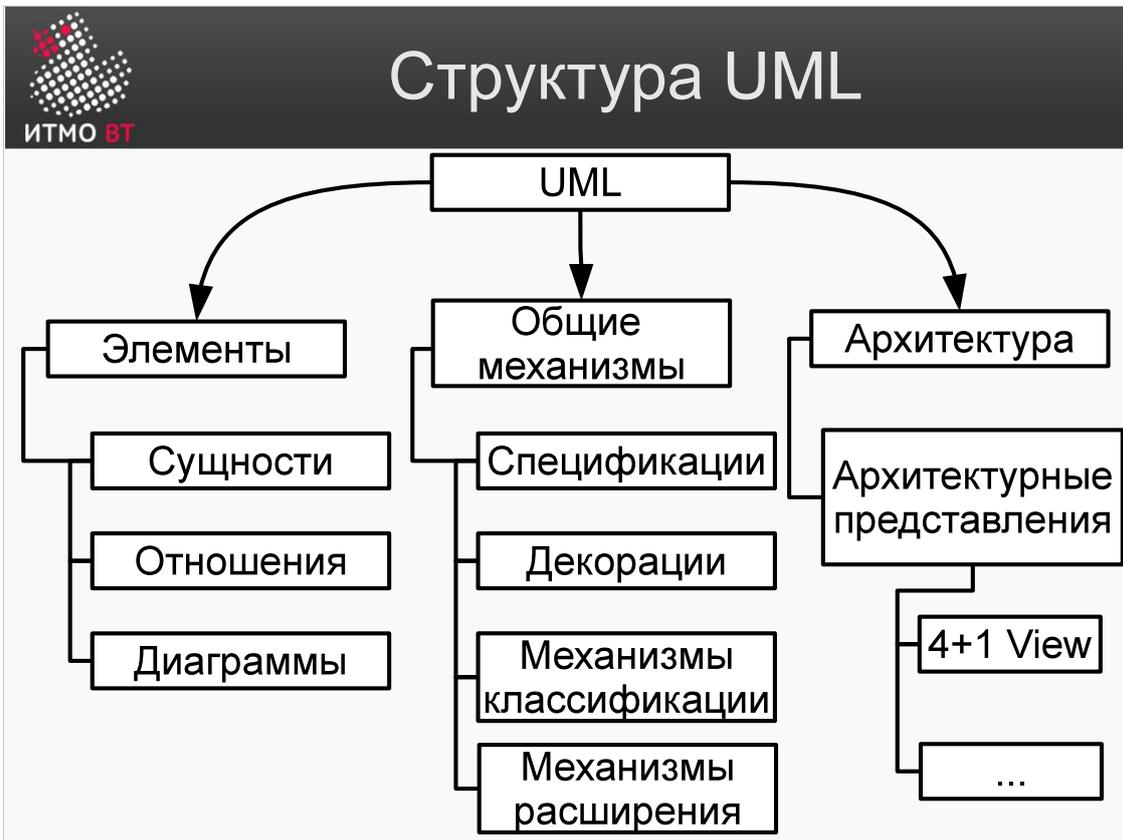 ИТМО ВТ
Структура UML
UML
Элементы
Сущности
Отношения
Диаграммы
Общие
механизмы
Спецификации
Декорации
Механизмы
классификации
Механизмы
расширения
Архитектура
Архитектурные
представления
4+1 View
...